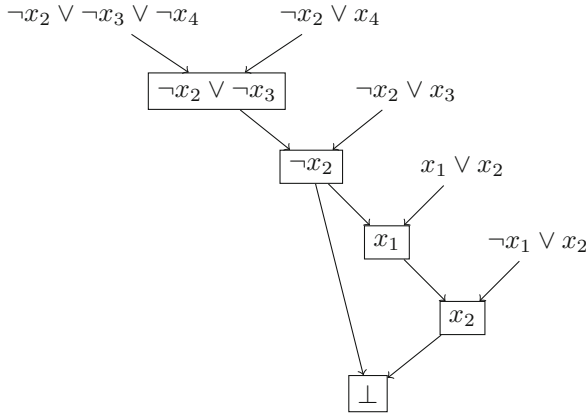 ¬x₂ ∨ ¬x₃ ∨ ¬x₄
¬x₂ ∨ x₄
¬x₂ ∨ ¬x₃
¬x₂ ∨ x₃
¬x₂
x₁ ∨ x₂
x₁
¬x₁ ∨ x₂
x₂
⊥